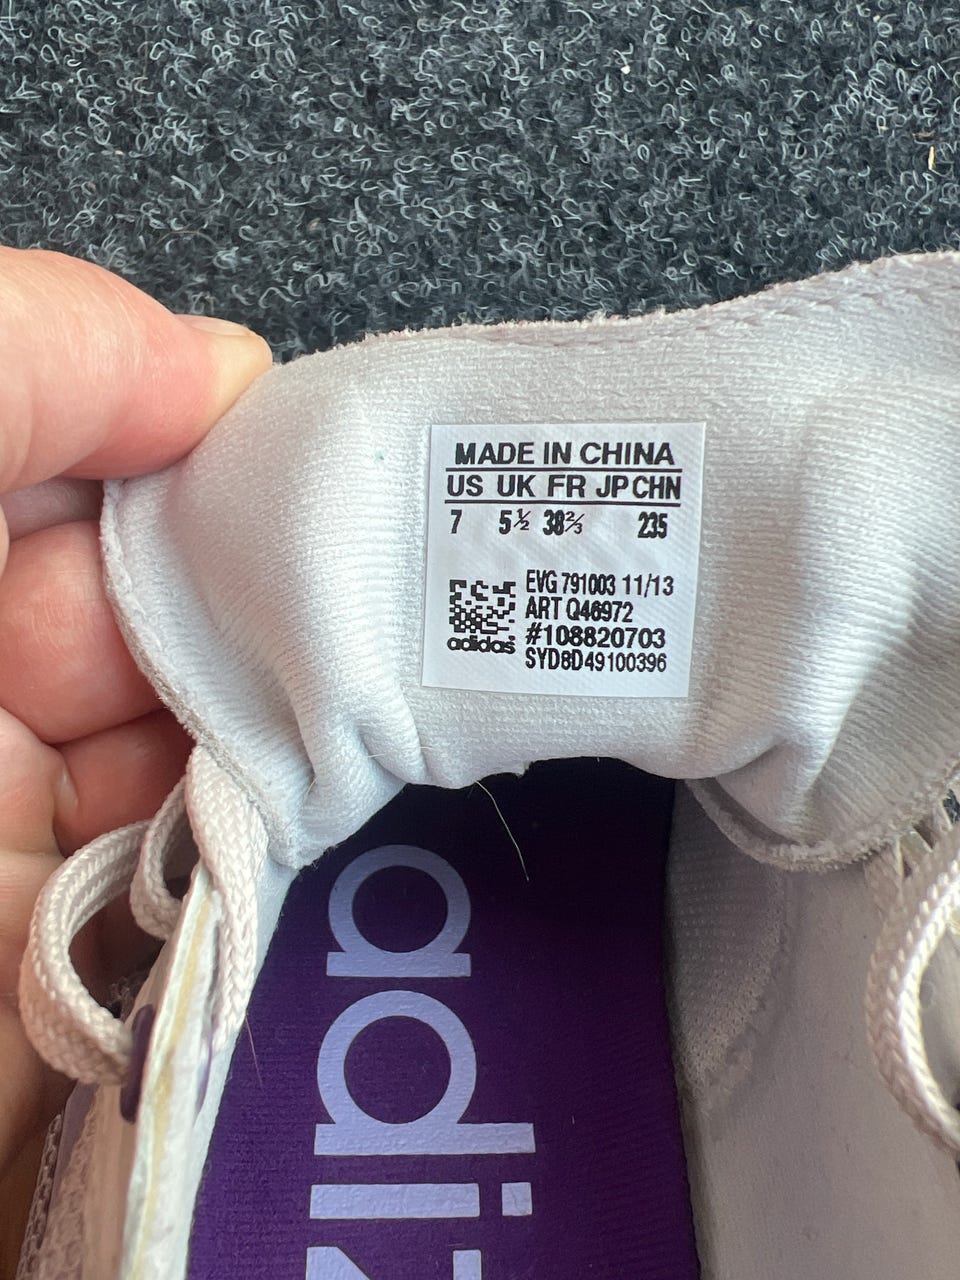 MADE IN CHINA
US UK FR JP CHN
7 5½ 38⅔ 235
EVG 791003 11/13
ART Q46972
#108820703
adidas
SYD8D49100396
adiz